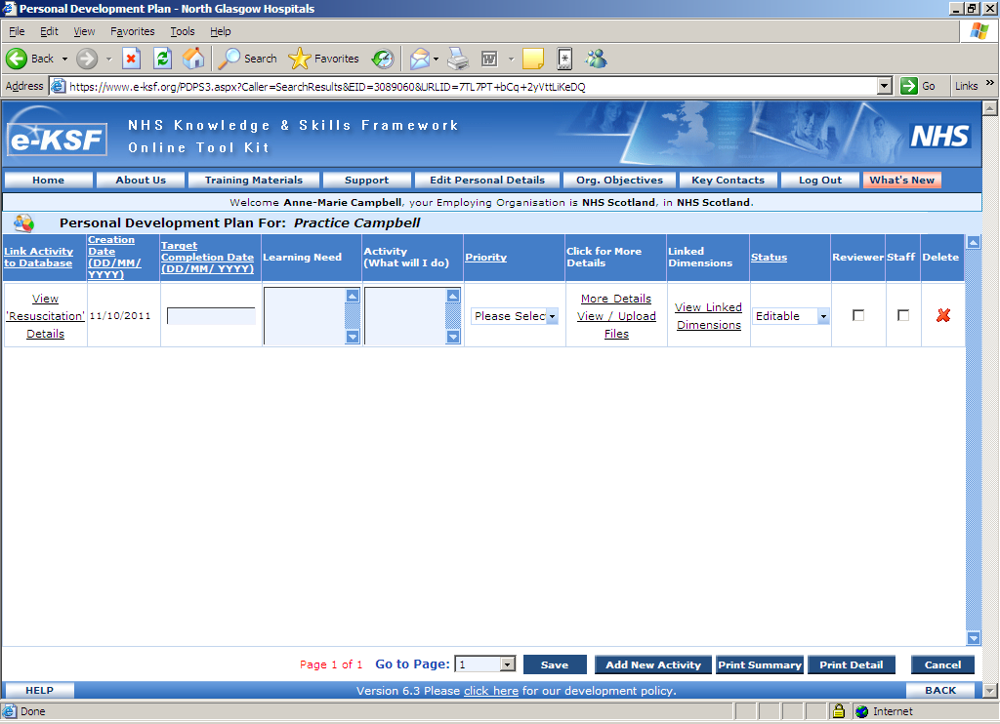 Personal Development Plan - North Glasgow Hospitals
File Edit View Favorites Tools Help
Back Search Favorites
Address https://www.e-ksf.org/PDPS3.aspx?Caller=SearchResults&EID=3089060&URLID=7TL7PT+bCq+2yVttLiKeDQ Go Links »
e-KSF
NHS Knowledge & Skills Framework
Online Tool Kit
NHS
Home About Us Training Materials Support Edit Personal Details Org. Objectives Key Contacts Log Out What's New
Welcome Anne-Marie Campbell, your Employing Organisation is NHS Scotland, in NHS Scotland.
Personal Development Plan For: Practice Campbell
Link Activity
to Database
Creation
Date
(DD/MM/
YYYY)
Target
Completion Date
(DD/MM/ YYYY)
Learning Need
Activity
(What will I do)
Priority
Click for More
Details
Linked
Dimensions
Status
Reviewer
Staff
Delete
View
'Resuscitation'
Details
11/10/2011
Please Selec
More Details
View / Upload
Files
View Linked
Dimensions
Editable
Page 1 of 1 Go to Page: 1 Save Add New Activity Print Summary Print Detail Cancel
HELP Version 6.3 Please click here for our development policy. BACK
Done Internet